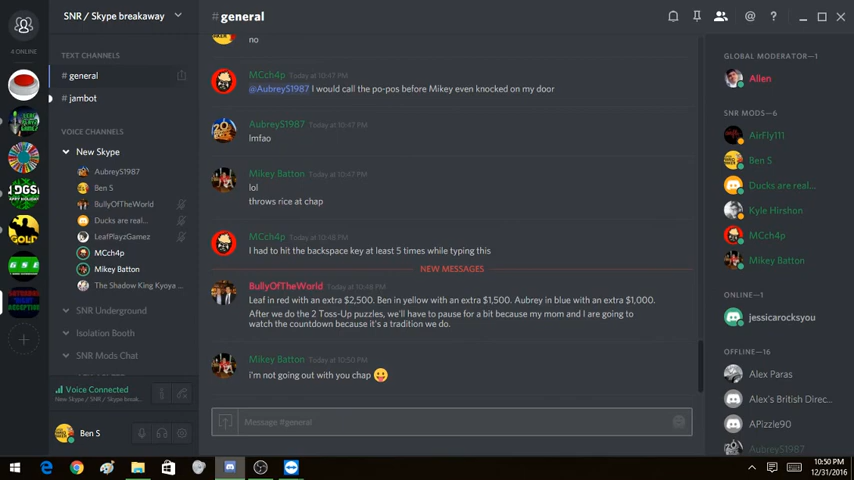 SNR / Skype breakaway
#general
4 ONLINE
TEXT CHANNELS
# general
# jambot
VOICE CHANNELS
New Skype
AubreyS1987
Ben S
BullyOfTheWorld
Ducks are real...
LeafPlayzGamez
MCch4p
Mikey Batton
The Shadow King Kyoya ...
SNR Underground
Isolation Booth
SNR Mods Chat
Voice Connected
New Skype / SNR / Skype break...
Ben S
no
MCch4p Today at 10:47 PM
@AubreyS1987 I would call the po-pos before Mikey even knocked on my door
AubreyS1987 Today at 10:47 PM
lmfao
Mikey Batton Today at 10:47 PM
lol
throws rice at chap
MCch4p Today at 10:48 PM
I had to hit the backspace key at least 5 times while typing this
NEW MESSAGES
BullyOfTheWorld Today at 10:48 PM
Leaf in red with an extra $2,500. Ben in yellow with an extra $1,500. Aubrey in blue with an extra $1,000.
After we do the 2 Toss-Up puzzles, we'll have to pause for a bit because my mom and I are going to
watch the countdown because it's a tradition we do.
Mikey Batton Today at 10:50 PM
i'm not going out with you chap
Message #general
GLOBAL MODERATOR—1
Allen
SNR MODS—6
AirFly111
Ben S
Ducks are real...
Kyle Hirshon
MCch4p
Mikey Batton
ONLINE—1
jessicarocksyou
OFFLINE—16
Alex Paras
Alex's British Direc...
APizzle90
AubreyS1987
GOLD
GSE
10:50 PM
12/31/2016